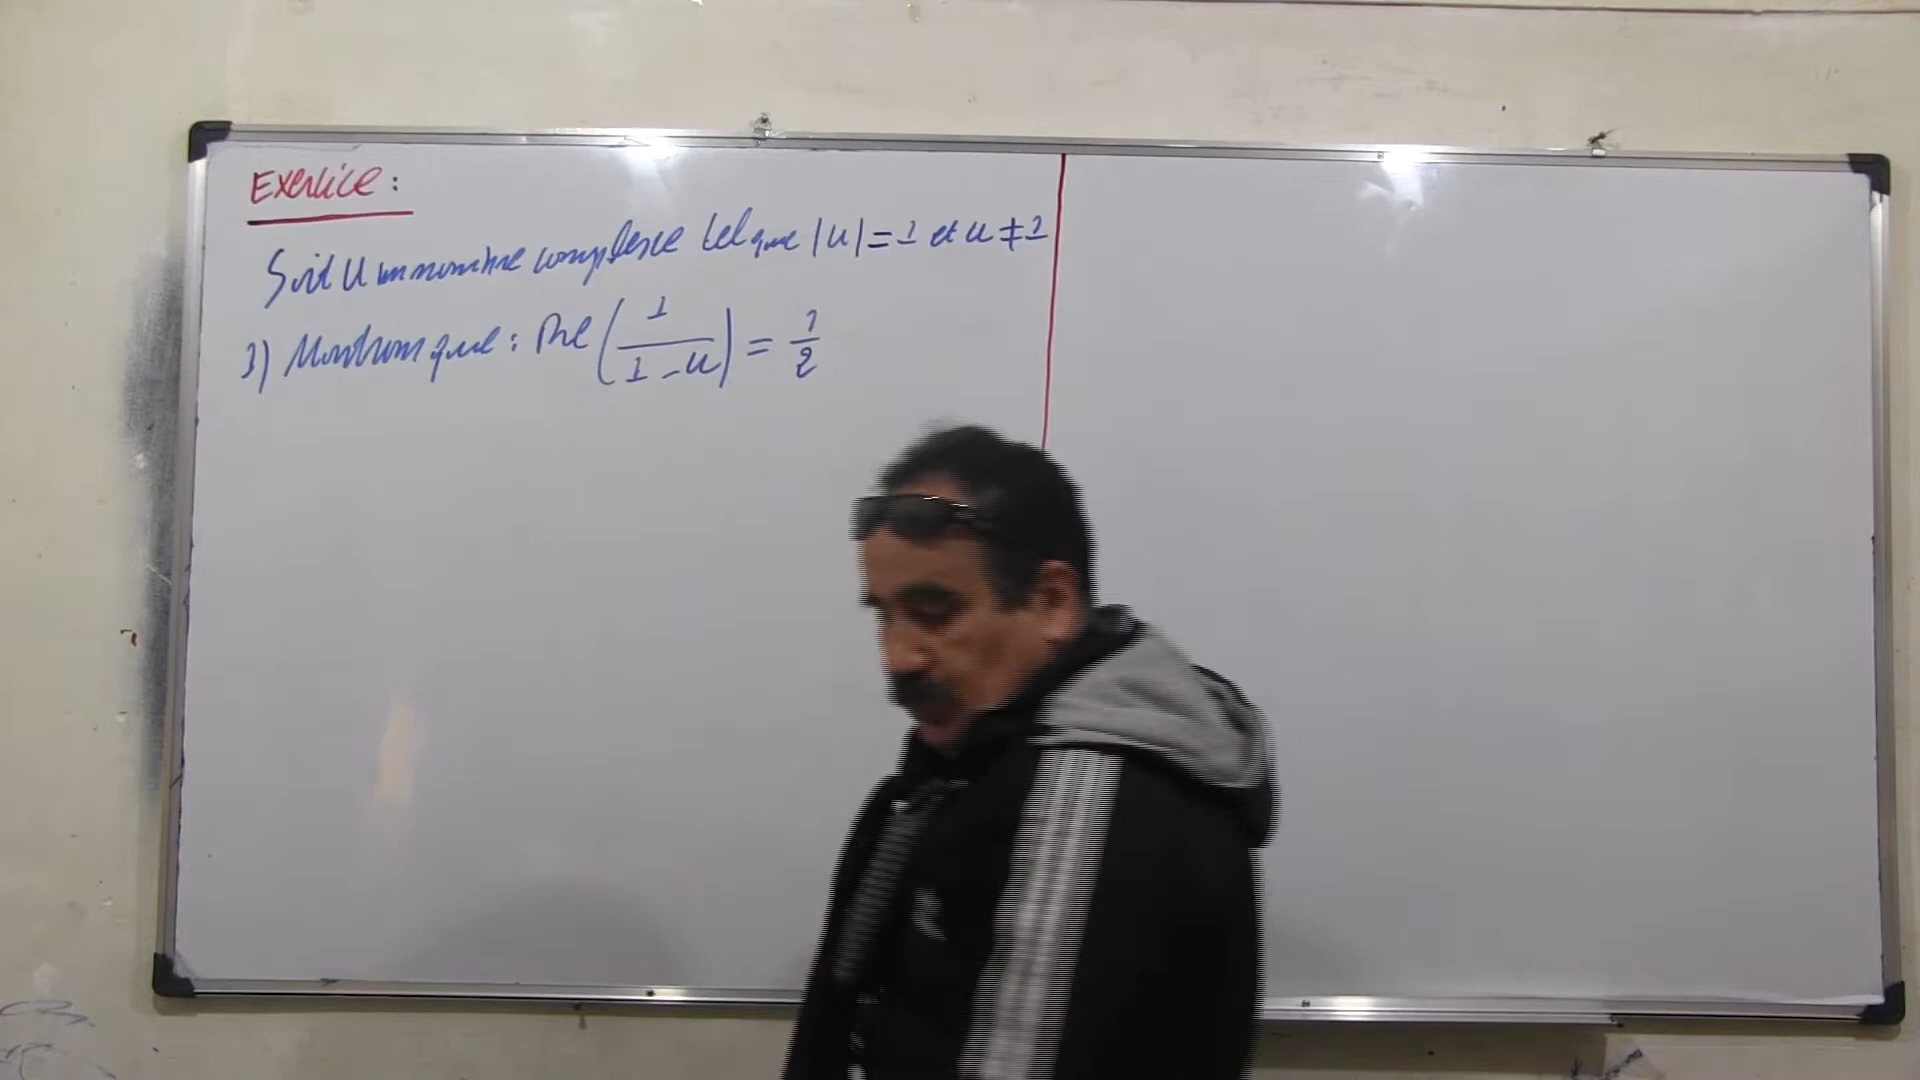 Exercice :
Soit U un nombre complexe tel que |u| = 1 et u ≠ 1
3) Montrons que : Re(1/(1-u)) = 1/2